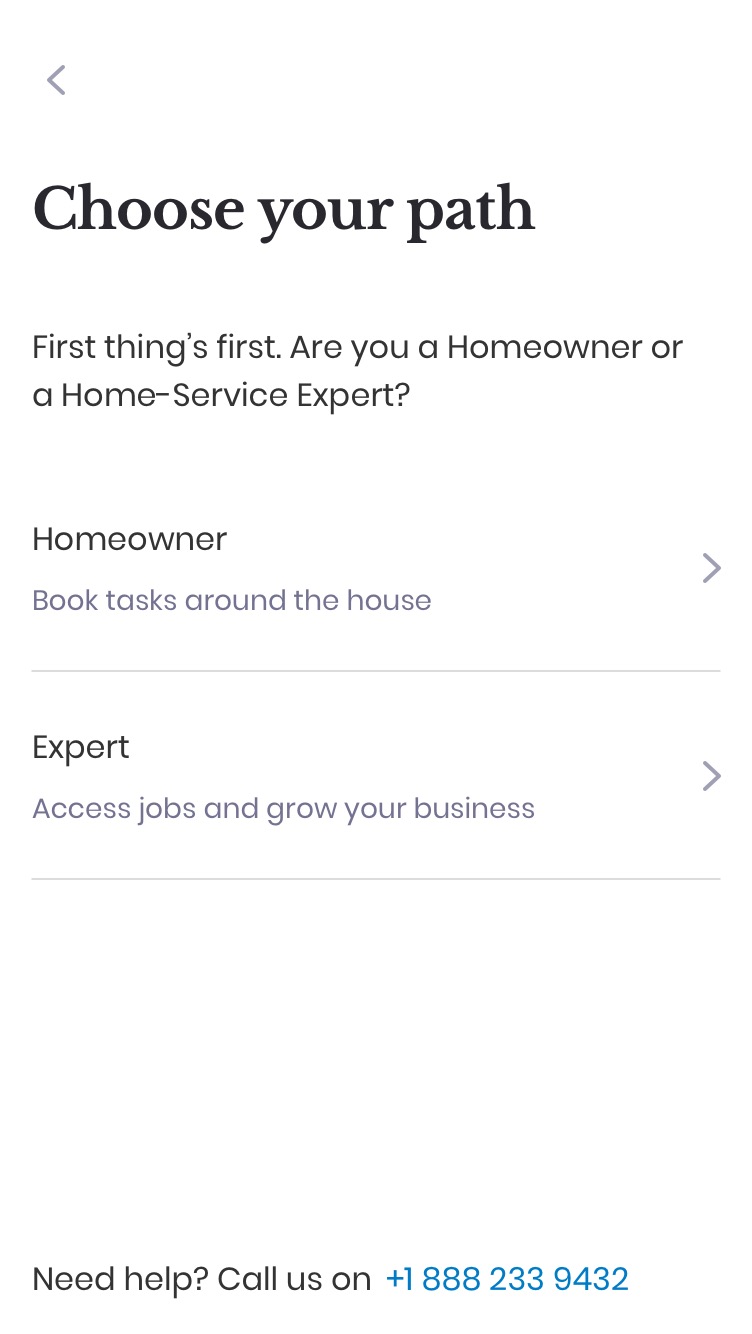 Choose your path
First thing’s first. Are you a Homeowner or
a Home-Service Expert?
Homeowner
Book tasks around the house
Expert
Access jobs and grow your business
Need help? Call us on +1 888 233 9432